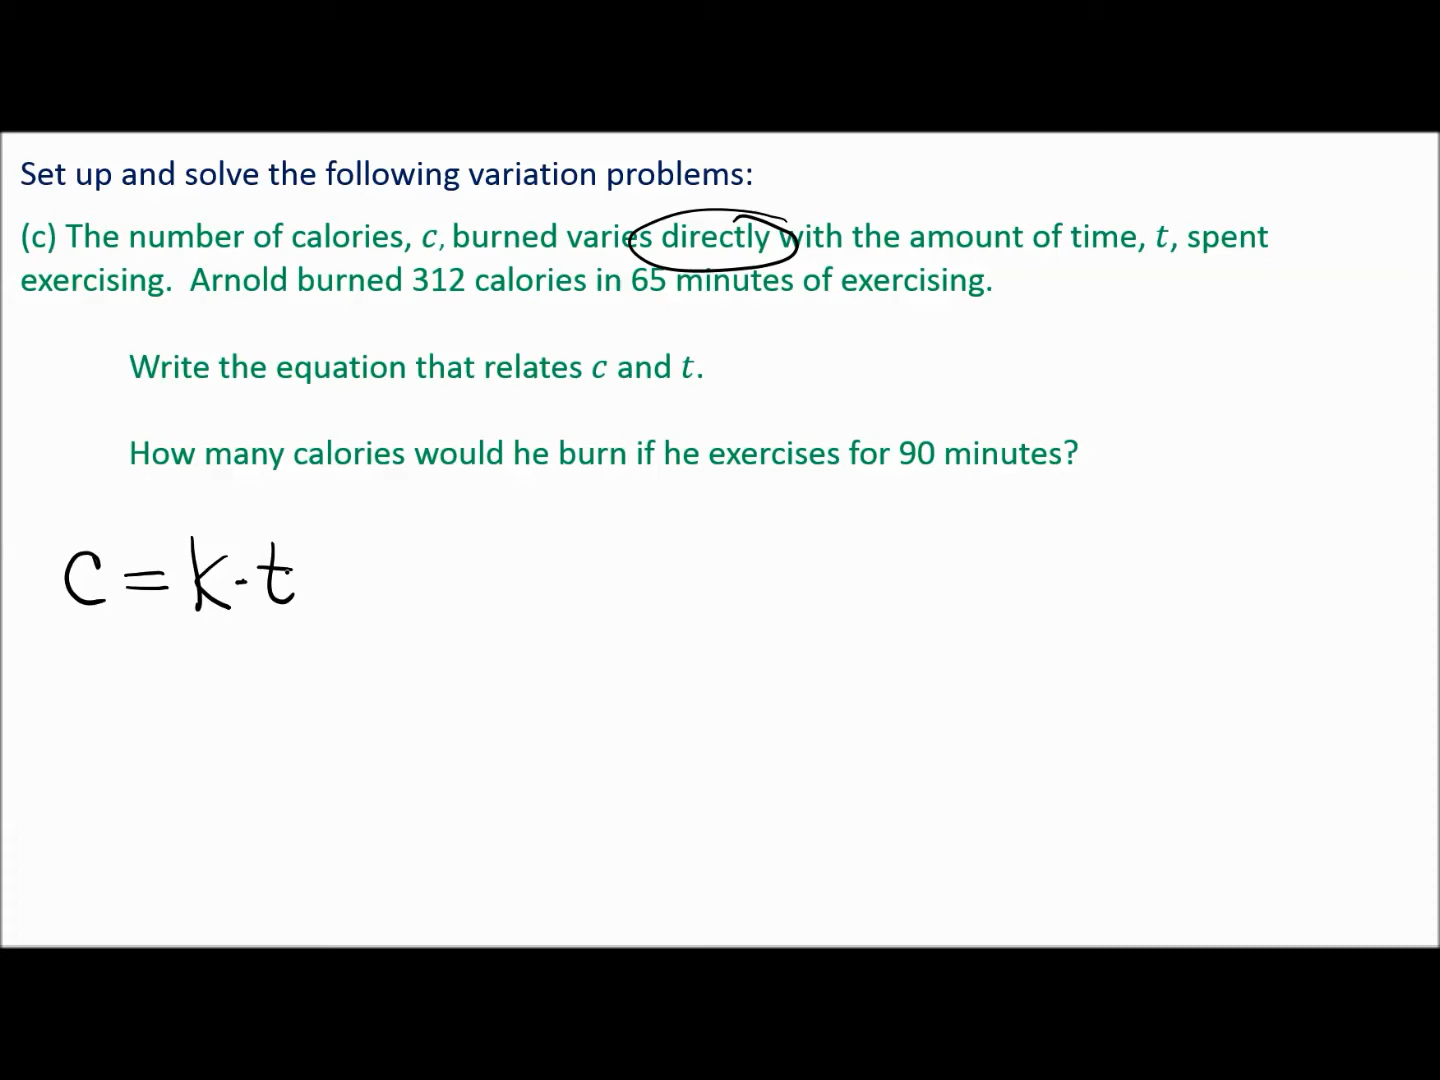 Set up and solve the following variation problems:
(c) The number of calories, c, burned varies directly with the amount of time, t, spent
exercising. Arnold burned 312 calories in 65 minutes of exercising.
Write the equation that relates c and t.
How many calories would he burn if he exercises for 90 minutes?
c = k · t